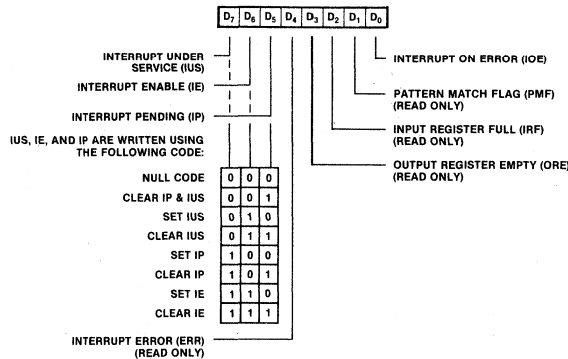 D7 D6 D5 D4 D3 D2 D1 D0
INTERRUPT UNDER
SERVICE (IUS)
INTERRUPT ENABLE (IE)
INTERRUPT PENDING (IP)
IUS, IE, AND IP ARE WRITTEN USING
THE FOLLOWING CODE:
NULL CODE 0 0 0
CLEAR IP & IUS 0 0 1
SET IUS 0 1 0
CLEAR IUS 0 1 1
SET IP 1 0 0
CLEAR IP 1 0 1
SET IE 1 1 0
CLEAR IE 1 1 1
INTERRUPT ERROR (ERR)
(READ ONLY)
INTERRUPT ON ERROR (IOE)
PATTERN MATCH FLAG (PMF)
(READ ONLY)
INPUT REGISTER FULL (IRF)
(READ ONLY)
OUTPUT REGISTER EMPTY (ORE)
(READ ONLY)